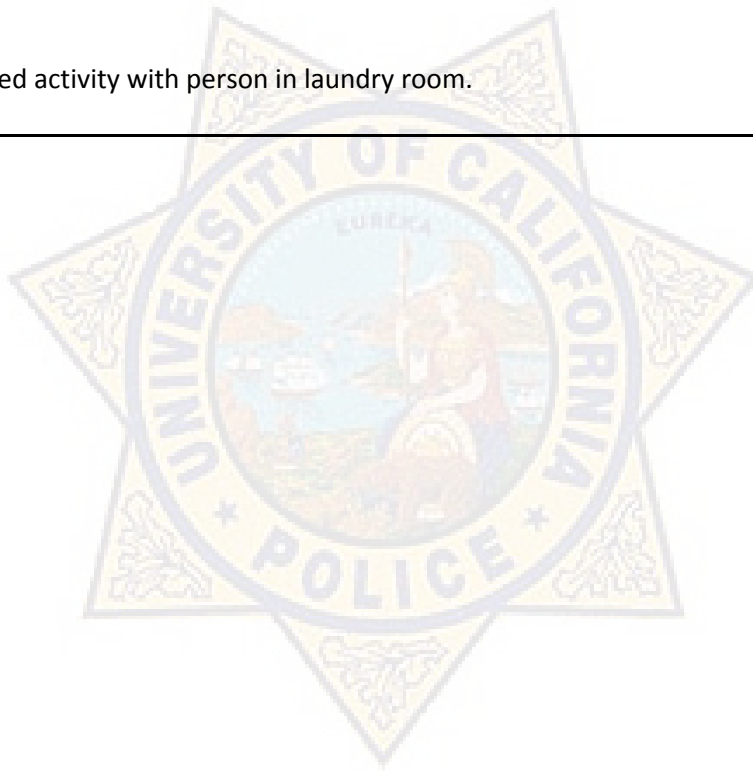 ed activity with person in laundry room.
UNIVERSITY OF CALIFORNIA
EUREKA
POLICE